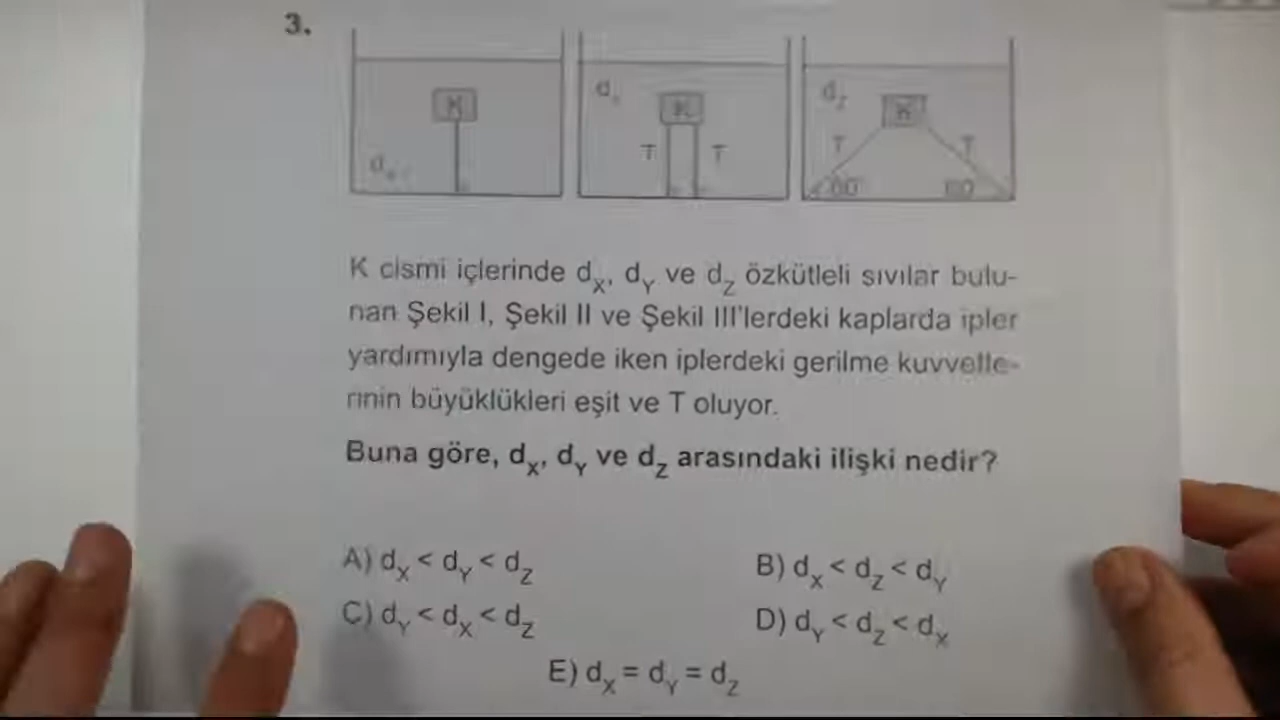 3.
K K K
d
T T
d
T T
60° 60°
K cismi içlerinde dX, dY ve dZ özkütleli sıvılar bulu-
nan Şekil I, Şekil II ve Şekil III'lerdeki kaplarda ipler
yardımıyla dengede iken iplerdeki gerilme kuvvetle-
rinin büyüklükleri eşit ve T oluyor.
Buna göre, dX, dY ve dZ arasındaki ilişki nedir?
A) dX < dY < dZ
B) dX < dZ < dY
C) dY < dX < dZ
D) dY < dZ < dX
E) dX = dY = dZ